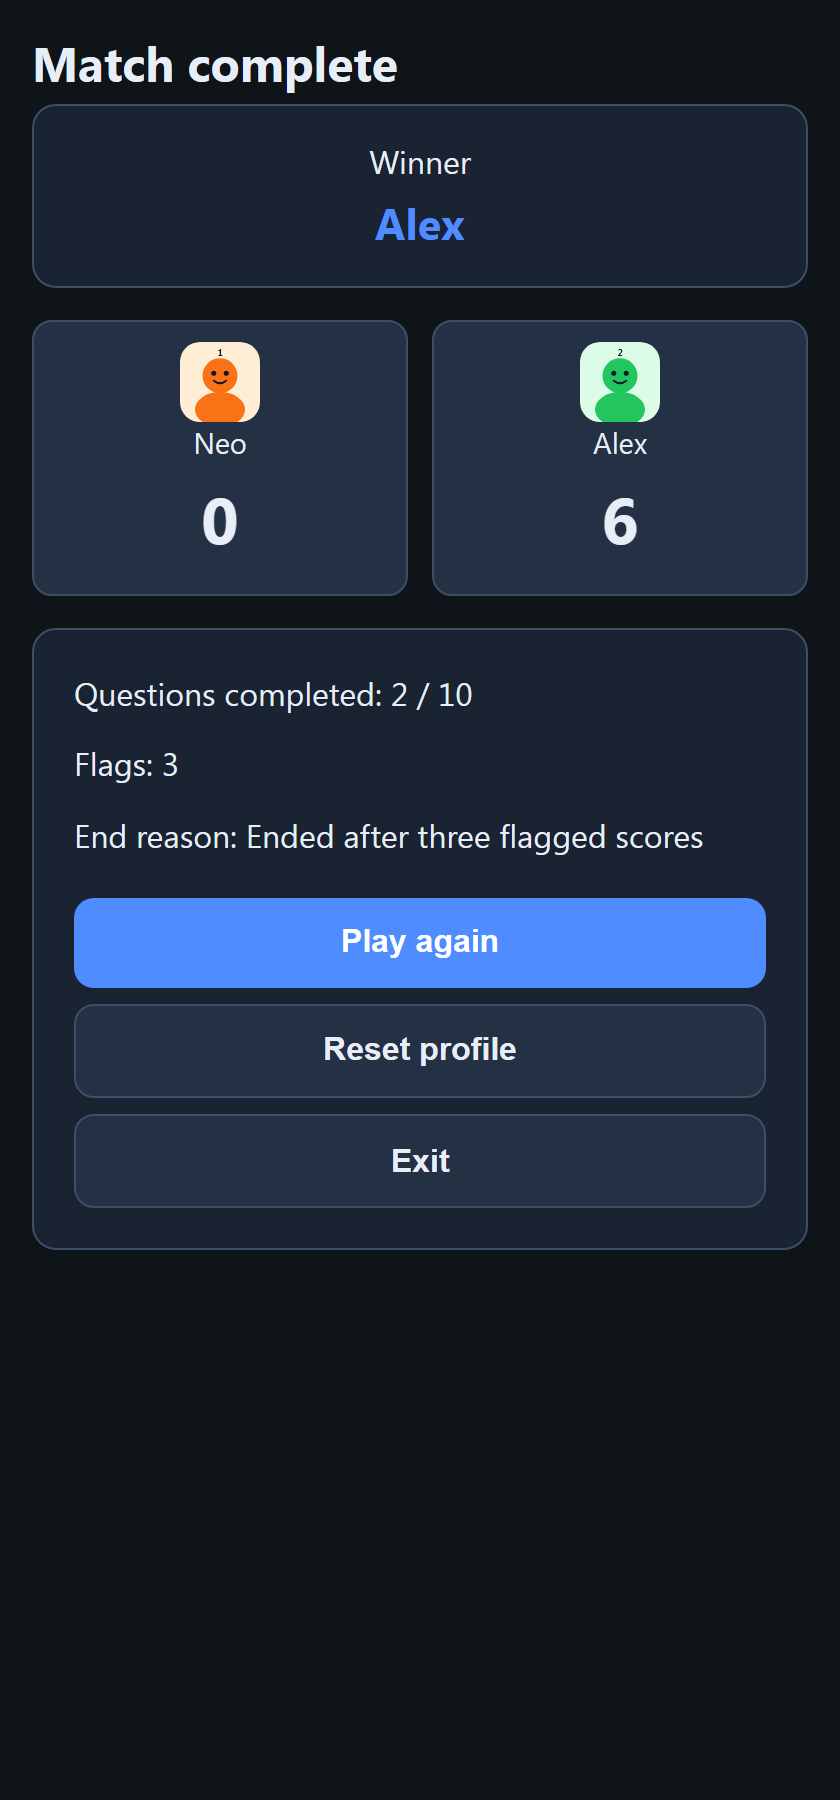 Match complete
Winner
Alex
1
Neo
0
2
Alex
6
Questions completed: 2 / 10
Flags: 3
End reason: Ended after three flagged scores
Play again
Reset profile
Exit